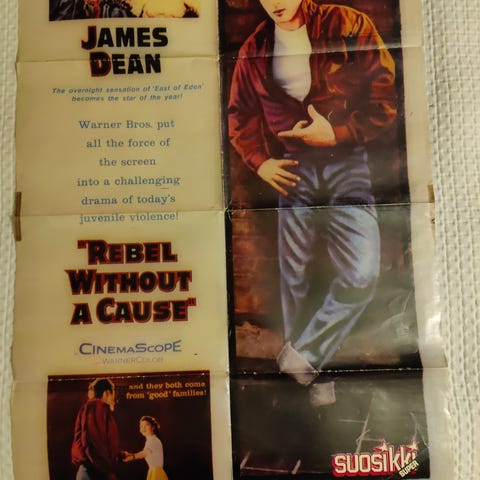 JAMES
DEAN
The overnight sensation of 'East of Eden'
becomes the star of the year!
Warner Bros. put
all the force of
the screen
into a challenging
drama of today's
juvenile violence!
"REBEL
WITHOUT
A CAUSE"
CINEMASCOPE
WARNERCOLOR
and they both come
from 'good' families!
SUOSIKKI
SUPER